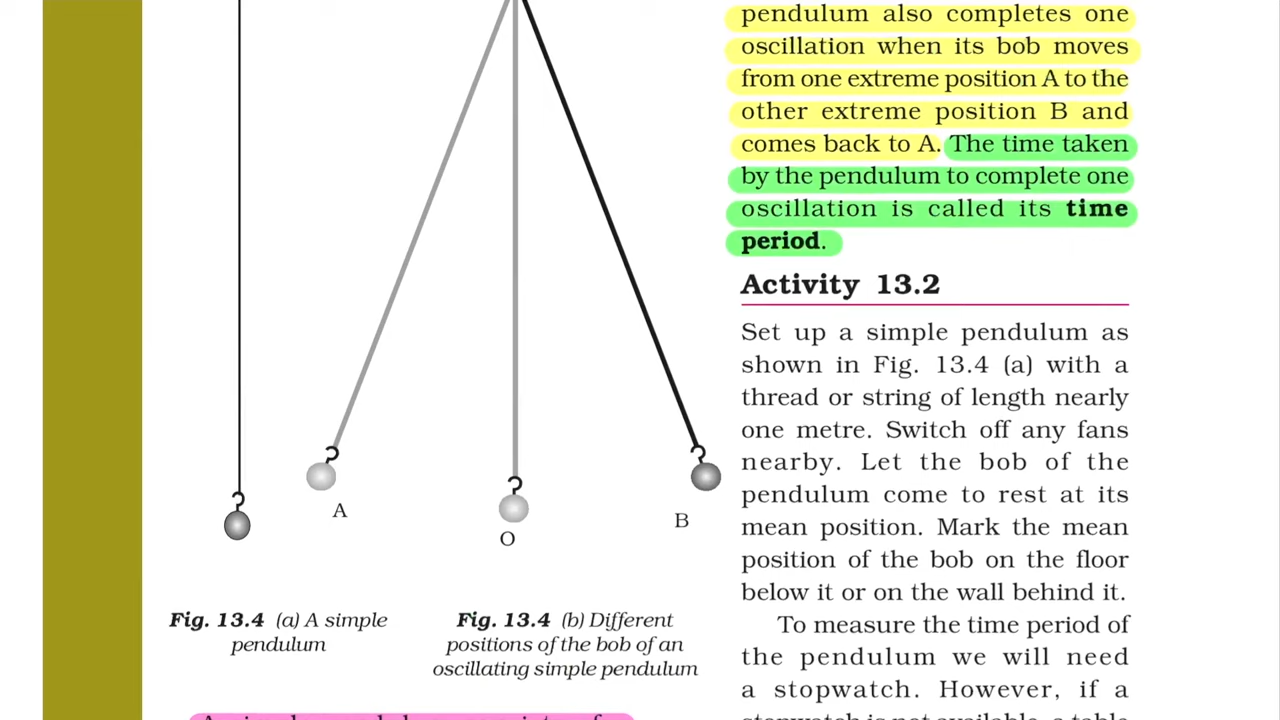 A
O
B
Fig. 13.4 (a) A simple
pendulum
Fig. 13.4 (b) Different
positions of the bob of an
oscillating simple pendulum
pendulum also completes one
oscillation when its bob moves
from one extreme position A to the
other extreme position B and
comes back to A. The time taken
by the pendulum to complete one
oscillation is called its time
period.
Activity 13.2
Set up a simple pendulum as
shown in Fig. 13.4 (a) with a
thread or string of length nearly
one metre. Switch off any fans
nearby. Let the bob of the
pendulum come to rest at its
mean position. Mark the mean
position of the bob on the floor
below it or on the wall behind it.
To measure the time period of
the pendulum we will need
a stopwatch. However, if a